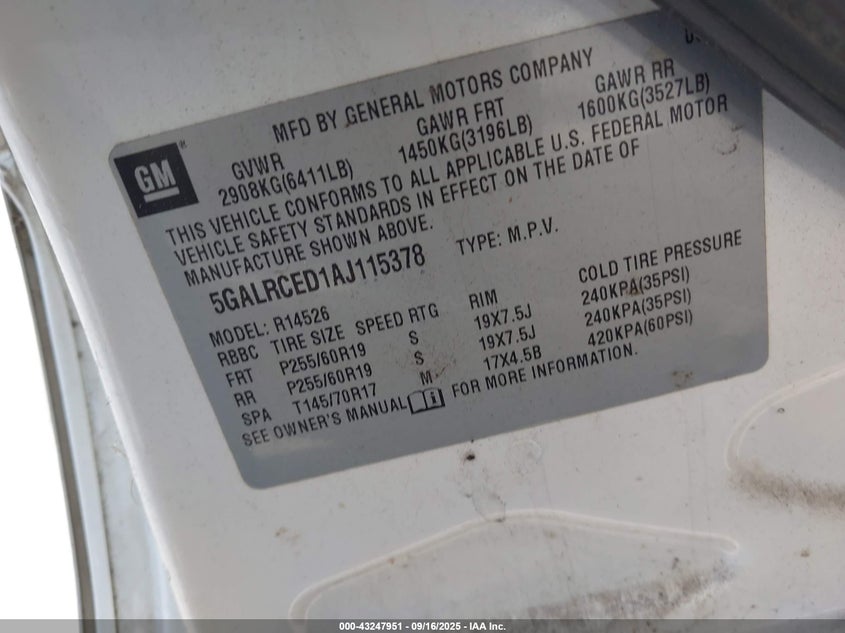 MFD BY GENERAL MOTORS COMPANY
GM®
GVWR GAWR FRT GAWR RR
2908KG(6411LB) 1450KG(3196LB) 1600KG(3527LB)
THIS VEHICLE CONFORMS TO ALL APPLICABLE U.S. FEDERAL MOTOR
VEHICLE SAFETY STANDARDS IN EFFECT ON THE DATE OF
MANUFACTURE SHOWN ABOVE.
5GALRCED1AJ115378 TYPE: M.P.V.
MODEL: R14526
RBBC TIRE SIZE SPEED RTG RIM COLD TIRE PRESSURE
FRT P255/60R19 S 19X7.5J 240KPA(35PSI)
RR P255/60R19 S 19X7.5J 240KPA(35PSI)
SPA T145/70R17 M 17X4.5B 420KPA(60PSI)
SEE OWNER'S MANUAL FOR MORE INFORMATION.
000-43247951 - 09/16/2025 - IAA Inc.